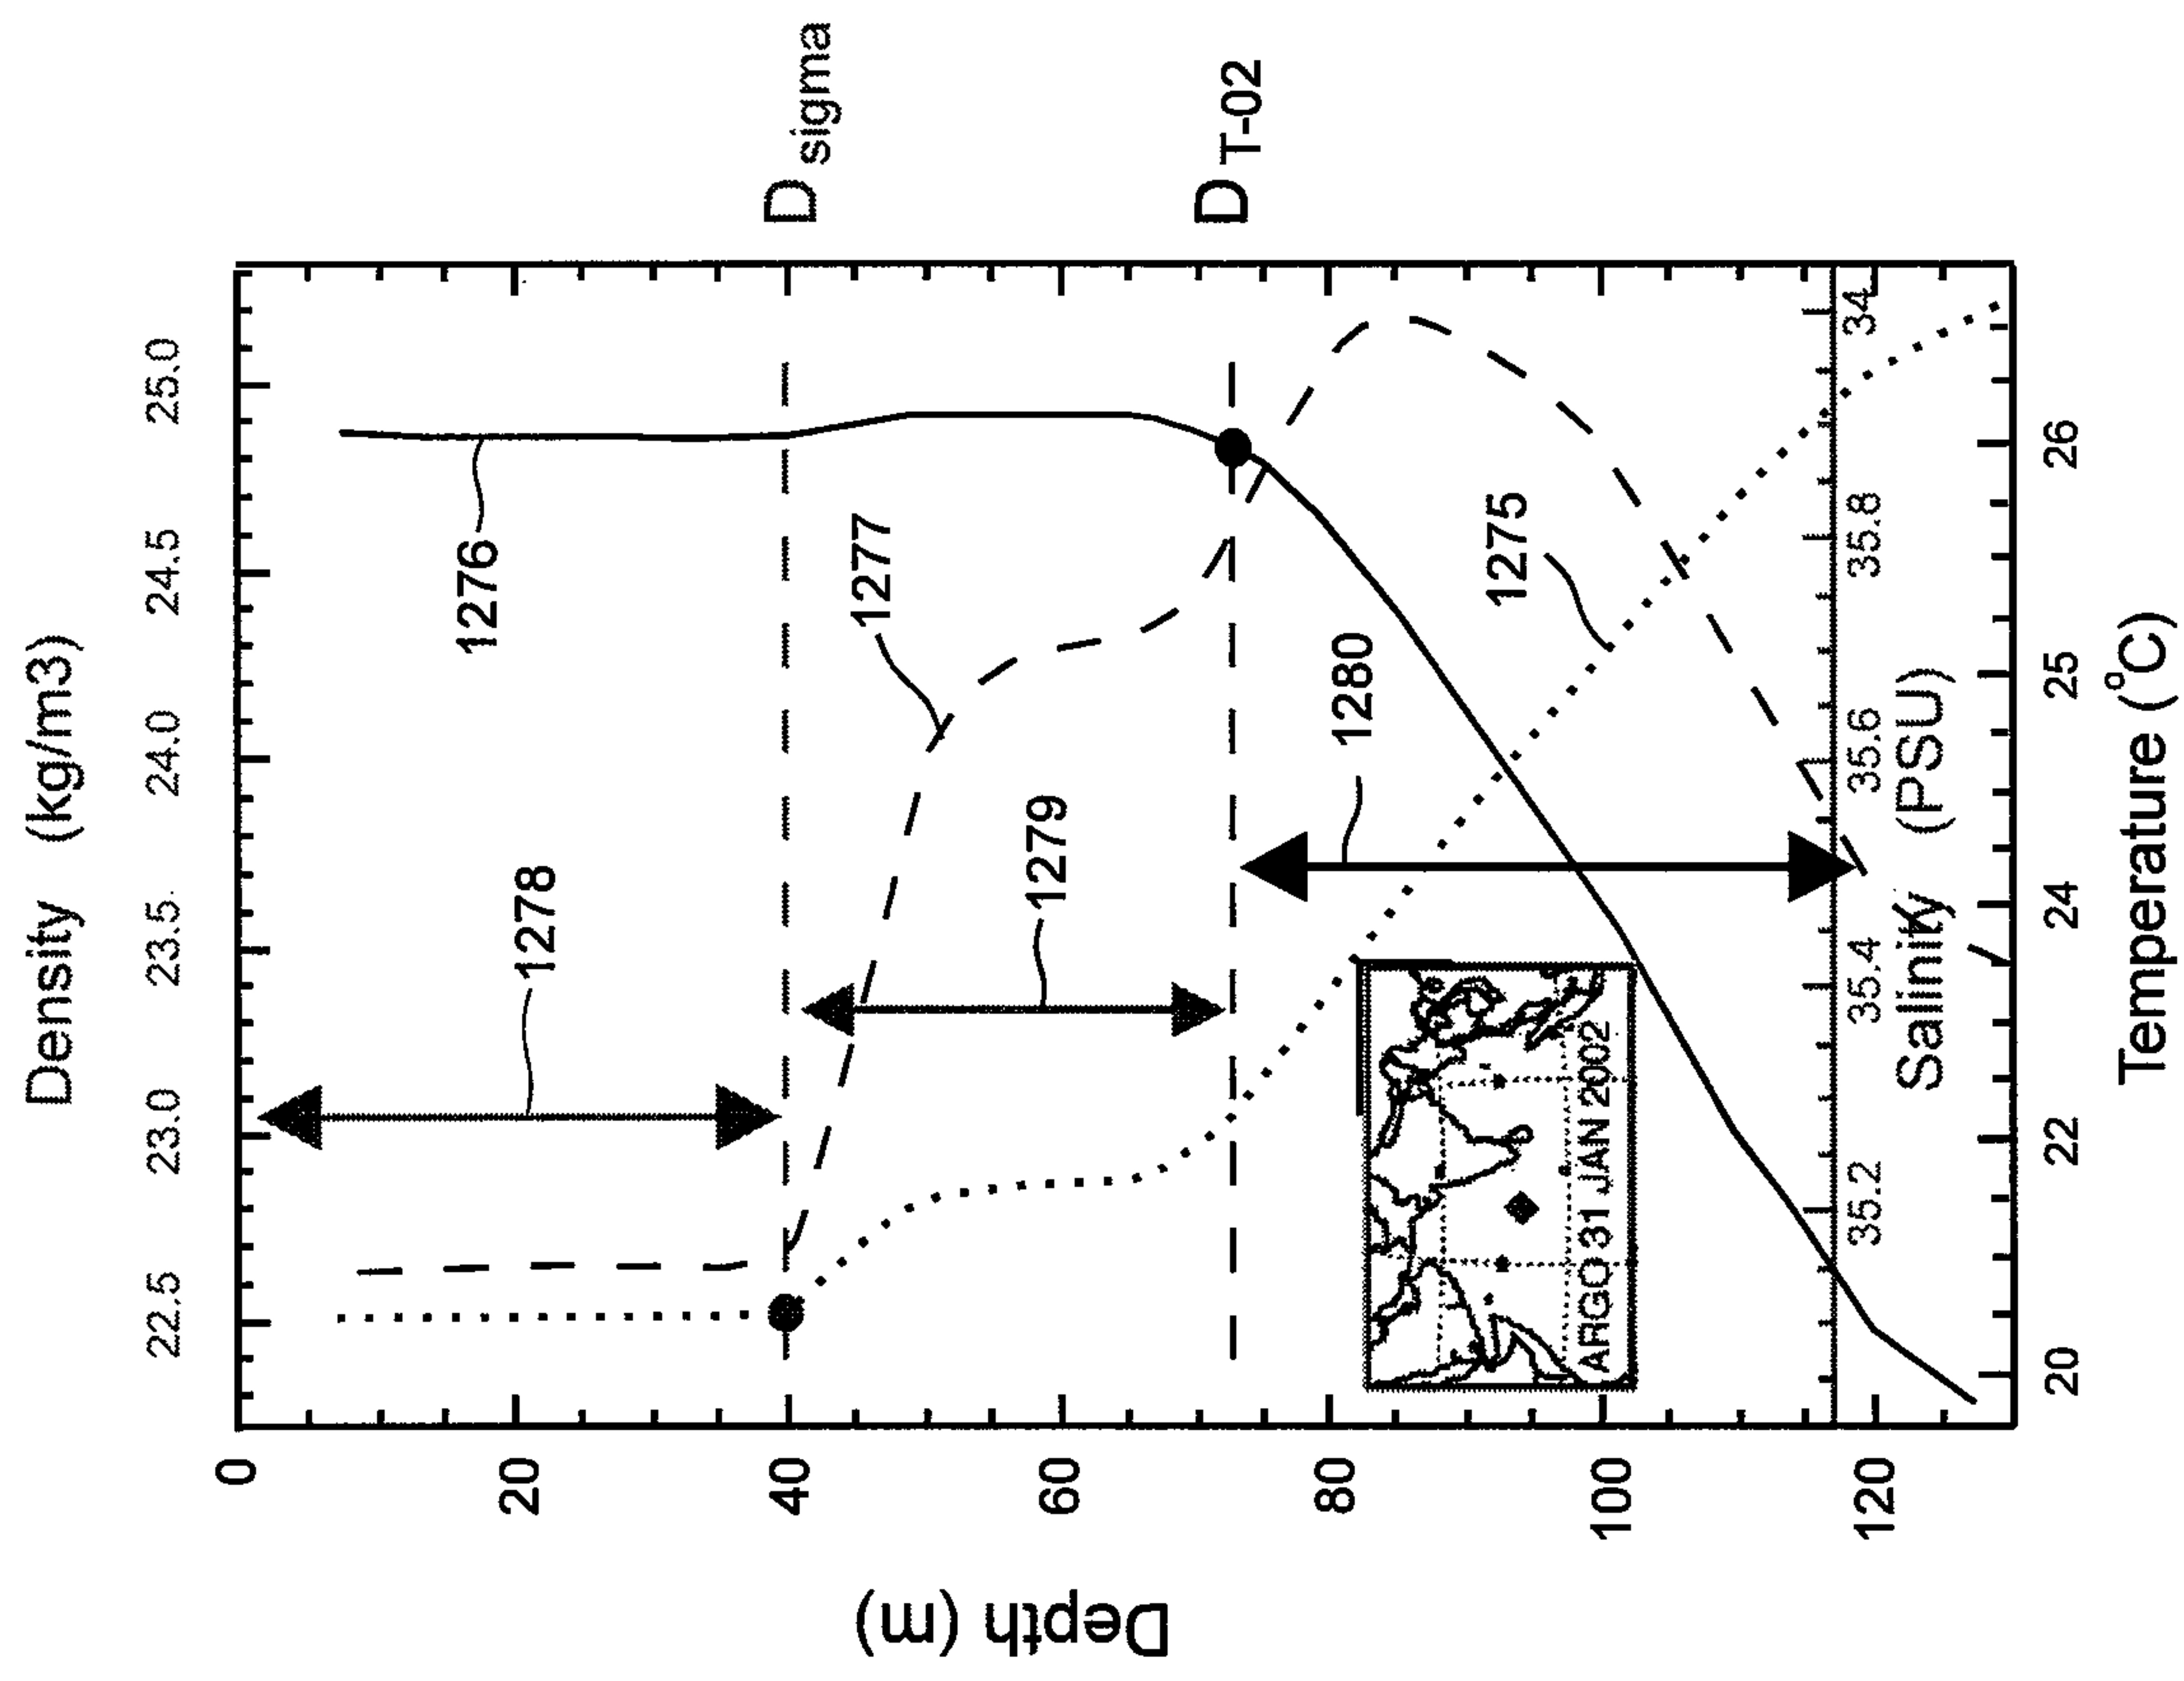 Density (kg/m3)
22.5 23.0 23.5 24.0 24.5 25.0
0
20
40
60
80
100
120
Depth (m)
1276
1277
1278
1279
1280
1275
D sigma
D T-02
ARGO 31 JAN 2002
35.2 35.4 35.6 35.8 34
Salinity (PSU)
20 22 24 25 26
Temperature (°C)